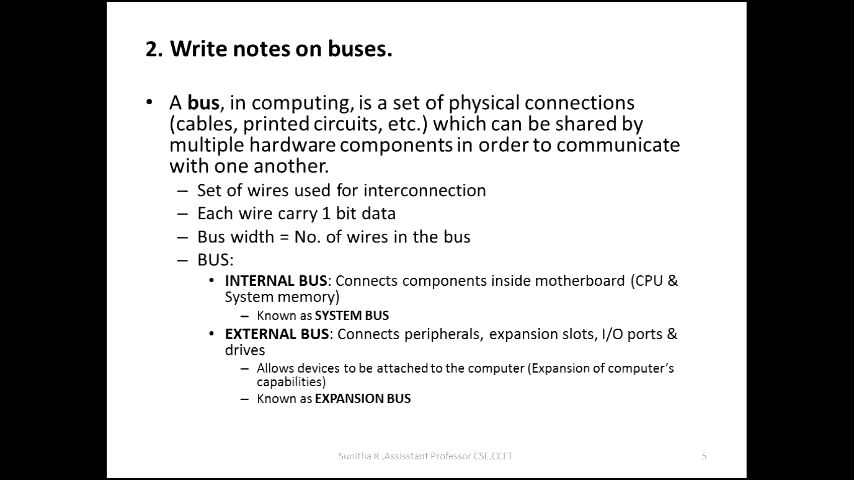 2. Write notes on buses.
• A bus, in computing, is a set of physical connections
(cables, printed circuits, etc.) which can be shared by
multiple hardware components in order to communicate
with one another.
– Set of wires used for interconnection
– Each wire carry 1 bit data
– Bus width = No. of wires in the bus
– BUS:
• INTERNAL BUS: Connects components inside motherboard (CPU &
System memory)
– Known as SYSTEM BUS
• EXTERNAL BUS: Connects peripherals, expansion slots, I/O ports &
drives
– Allows devices to be attached to the computer (Expansion of computer's
capabilities)
– Known as EXPANSION BUS
Sunitha R ,Assisstant Professor CSE,CCET
5